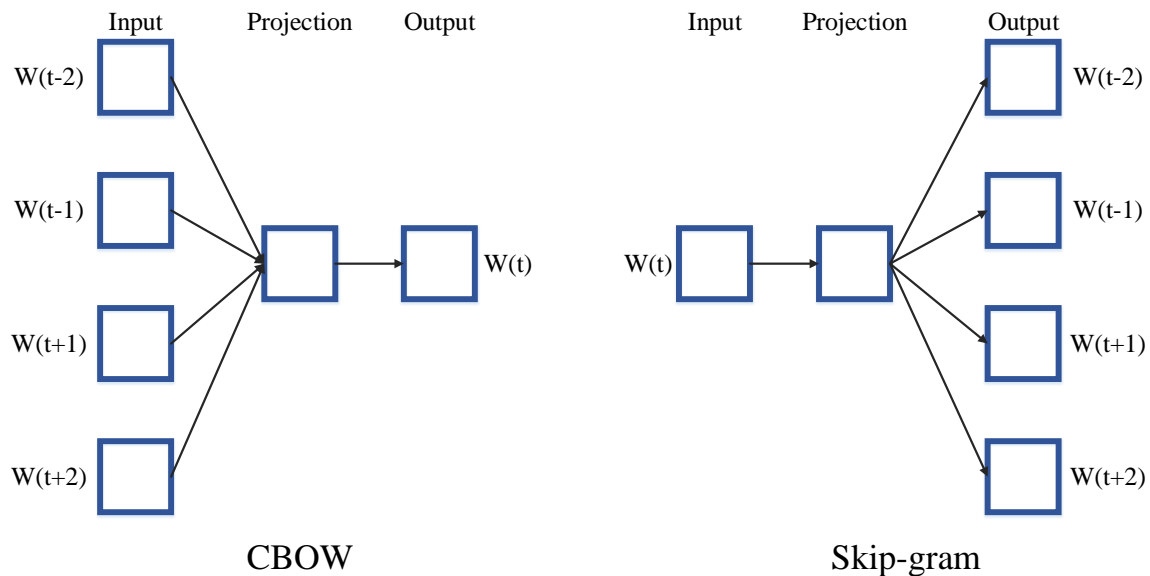 Input Projection Output
W(t-2)
W(t-1)
W(t)
W(t+1)
W(t+2)
CBOW
Input Projection Output
W(t-2)
W(t-1)
W(t)
W(t+1)
W(t+2)
Skip-gram